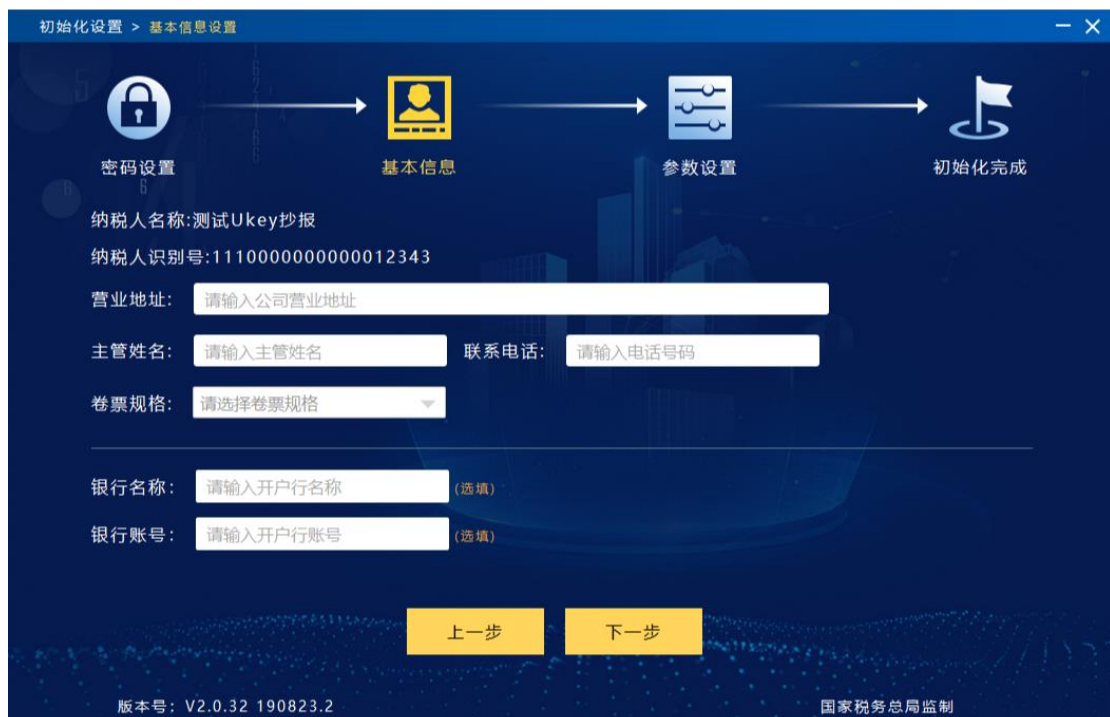 初始化设置 > 基本信息设置
密码设置 基本信息 参数设置 初始化完成
纳税人名称:测试Ukey抄报
纳税人识别号:1110000000000012343
营业地址: 请输入公司营业地址
主管姓名: 请输入主管姓名 联系电话: 请输入电话号码
卷票规格: 请选择卷票规格
银行名称: 请输入开户行名称 (选填)
银行账号: 请输入开户行账号 (选填)
上一步 下一步
版本号: V2.0.32 190823.2 国家税务总局监制